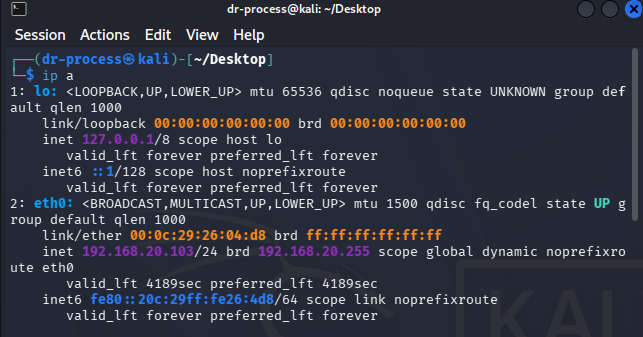 dr-process@kali: ~/Desktop
Session Actions Edit View Help
┌──(dr-process㉿kali)-[~/Desktop]
└─$ ip a
1: lo: <LOOPBACK,UP,LOWER_UP> mtu 65536 qdisc noqueue state UNKNOWN group def
ault qlen 1000
    link/loopback 00:00:00:00:00:00 brd 00:00:00:00:00:00
    inet 127.0.0.1/8 scope host lo
       valid_lft forever preferred_lft forever
    inet6 ::1/128 scope host noprefixroute
       valid_lft forever preferred_lft forever
2: eth0: <BROADCAST,MULTICAST,UP,LOWER_UP> mtu 1500 qdisc fq_codel state UP g
roup default qlen 1000
    link/ether 00:0c:29:26:04:d8 brd ff:ff:ff:ff:ff:ff
    inet 192.168.20.103/24 brd 192.168.20.255 scope global dynamic noprefixro
ute eth0
       valid_lft 4189sec preferred_lft 4189sec
    inet6 fe80::20c:29ff:fe26:4d8/64 scope link noprefixroute
       valid_lft forever preferred_lft forever
KAL